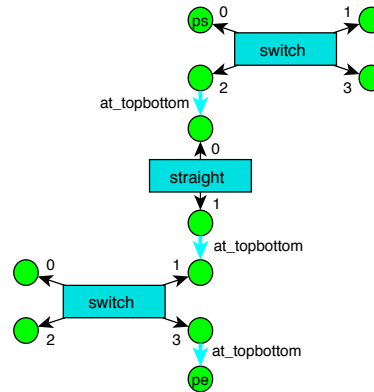 ps 0 1
switch
2 3
at_topbottom
0
straight
1
at_topbottom
0 1
switch
2 3
at_topbottom
pe